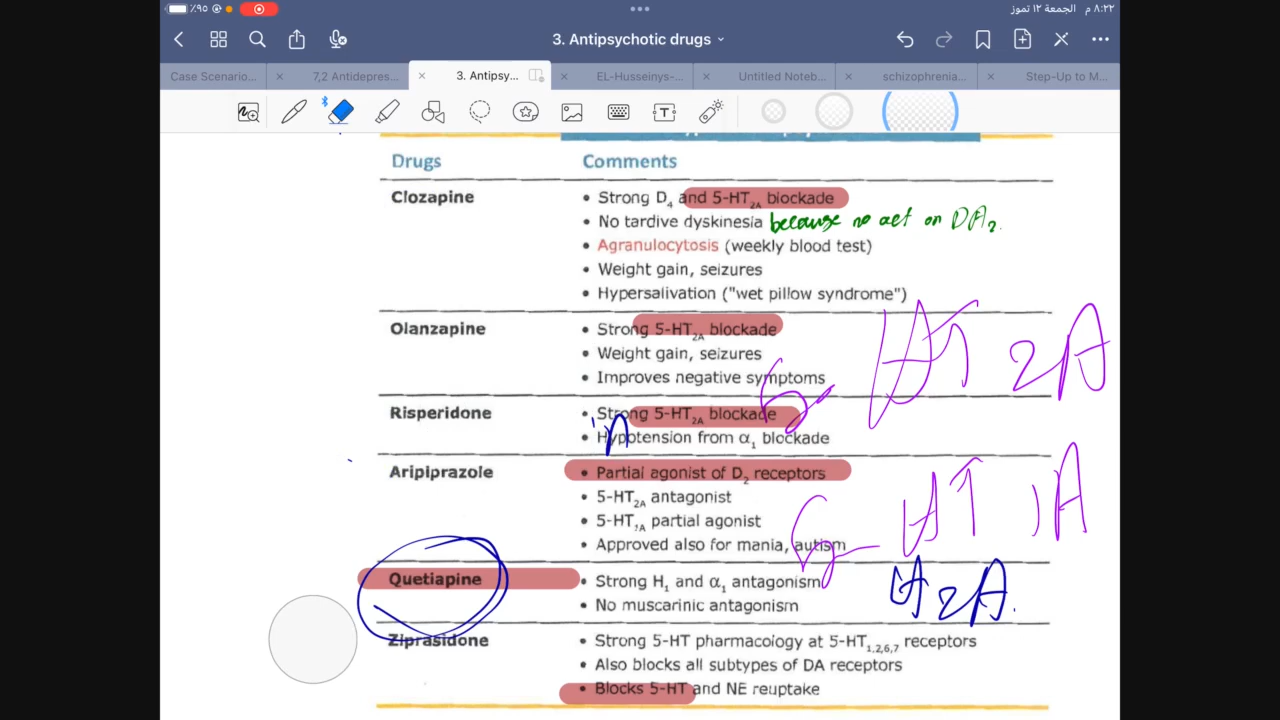 ٪٩٥
٨:٢٢ م الجمعة ١٢ تموز
3. Antipsychotic drugs
Case Scenario...
7,2 Antidepres...
3. Antipsy...
EL-Husseinys-...
Untitled Noteb...
schizophrenia...
Step-Up to M...
Drugs Comments
Clozapine
• Strong D4 and 5-HT2A blockade
• No tardive dyskinesia because no act on DA2.
• Agranulocytosis (weekly blood test)
• Weight gain, seizures
• Hypersalivation ("wet pillow syndrome")
Olanzapine
• Strong 5-HT2A blockade
• Weight gain, seizures
• Improves negative symptoms
5-HT 2A
Risperidone
• Strong 5-HT2A blockade
• Hypotension from α1 blockade
Aripiprazole
• Partial agonist of D2 receptors
• 5-HT2A antagonist
• 5-HT1A partial agonist
• Approved also for mania, autism
5-HT 1A
Quetiapine
• Strong H1 and α1 antagonism
• No muscarinic antagonism
HT2A.
Ziprasidone
• Strong 5-HT pharmacology at 5-HT1,2,6,7 receptors
• Also blocks all subtypes of DA receptors
• Blocks 5-HT and NE reuptake